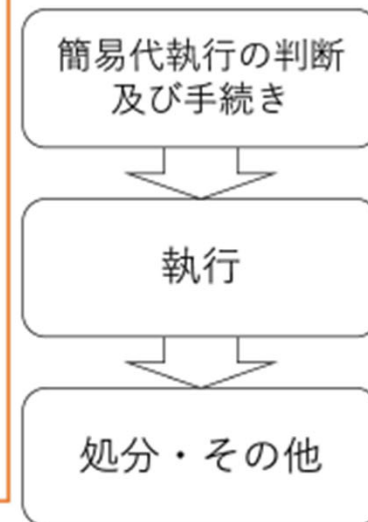 簡易代執行の判断
及び手続き
執行
処分・その他